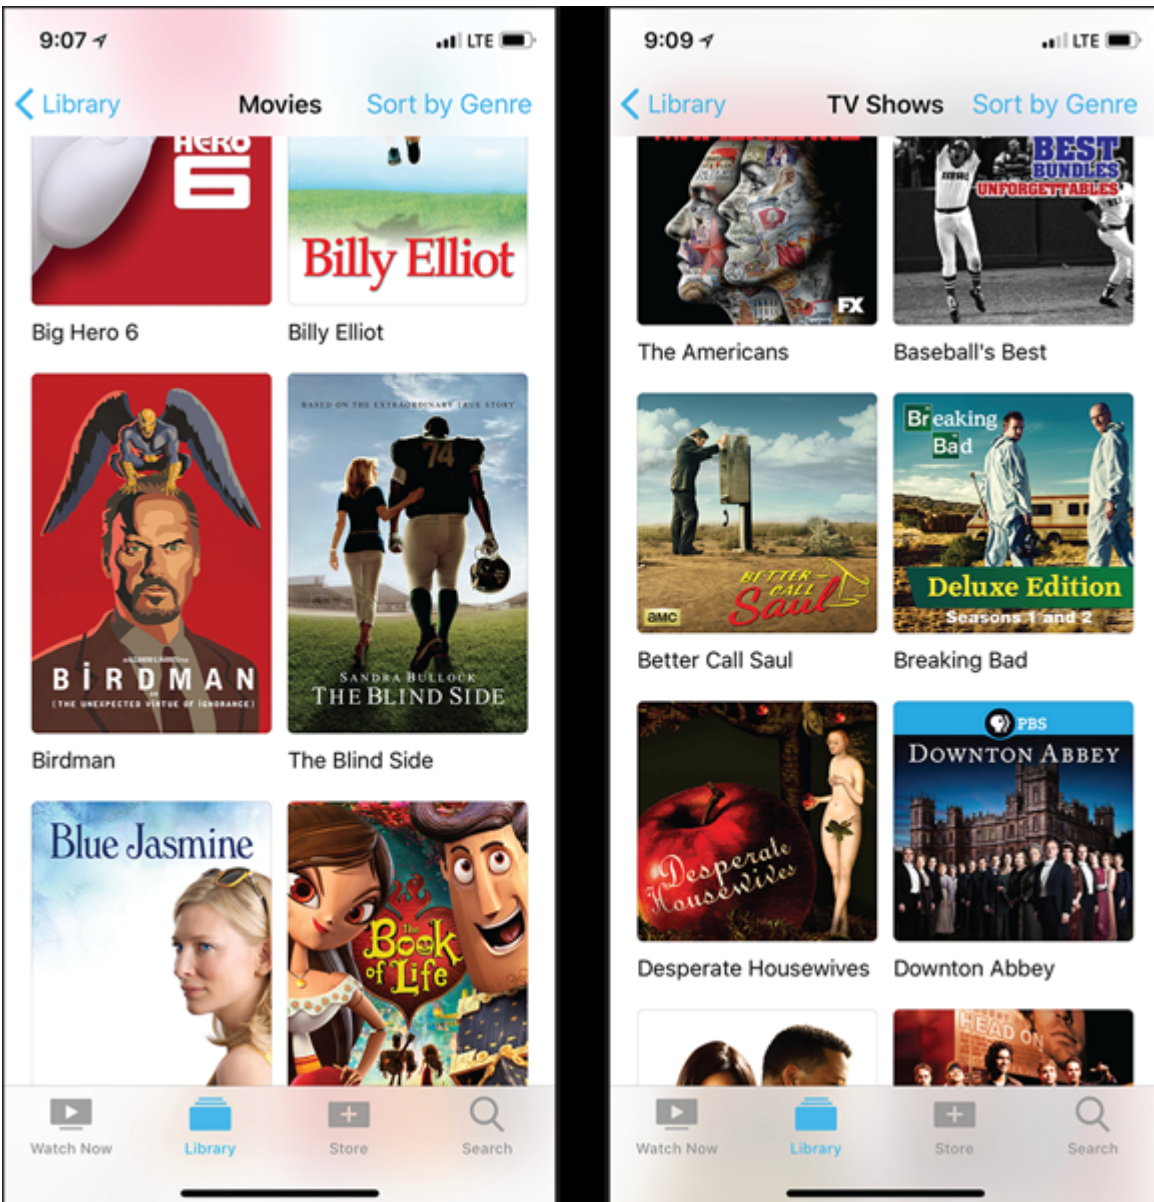 9:07
LTE
Library
Movies
Sort by Genre
HERO
6
Billy Elliot
Big Hero 6
Billy Elliot
BASED ON THE EXTRAORDINARY TRUE STORY
74
BiRDMAN
OR
(THE UNEXPECTED VIRTUE OF IGNORANCE)
SANDRA BULLOCK
THE BLIND SIDE
Birdman
The Blind Side
Blue Jasmine
The
Book
of Life
Watch Now
Library
Store
Search
9:09
LTE
Library
TV Shows
Sort by Genre
FX
BEST
BUNDLES
UNFORGETTABLES
The Americans
Baseball's Best
BETTER
CALL
Saul
aMC
Breaking
Bad
Deluxe Edition
Seasons 1 and 2
Better Call Saul
Breaking Bad
Desperate
Housewives
PBS
DOWNTON ABBEY
Desperate Housewives
Downton Abbey
HEAD ON
Watch Now
Library
Store
Search